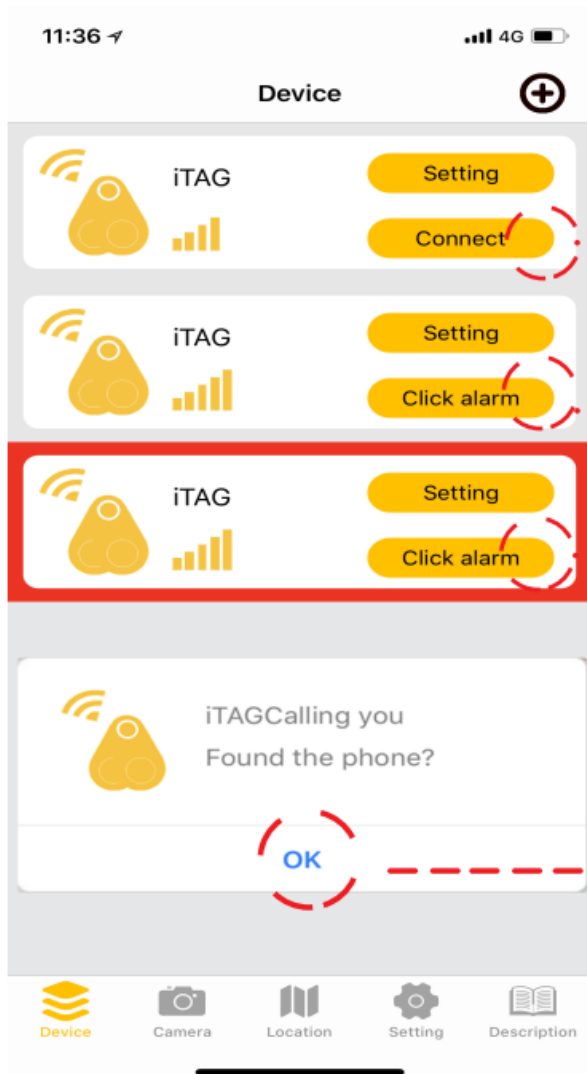 11:36 4G
Device
iTAG Setting
Connect
iTAG Setting
Click alarm
iTAG Setting
Click alarm
iTAGCalling you
Found the phone?
OK
Device Camera Location Setting Description